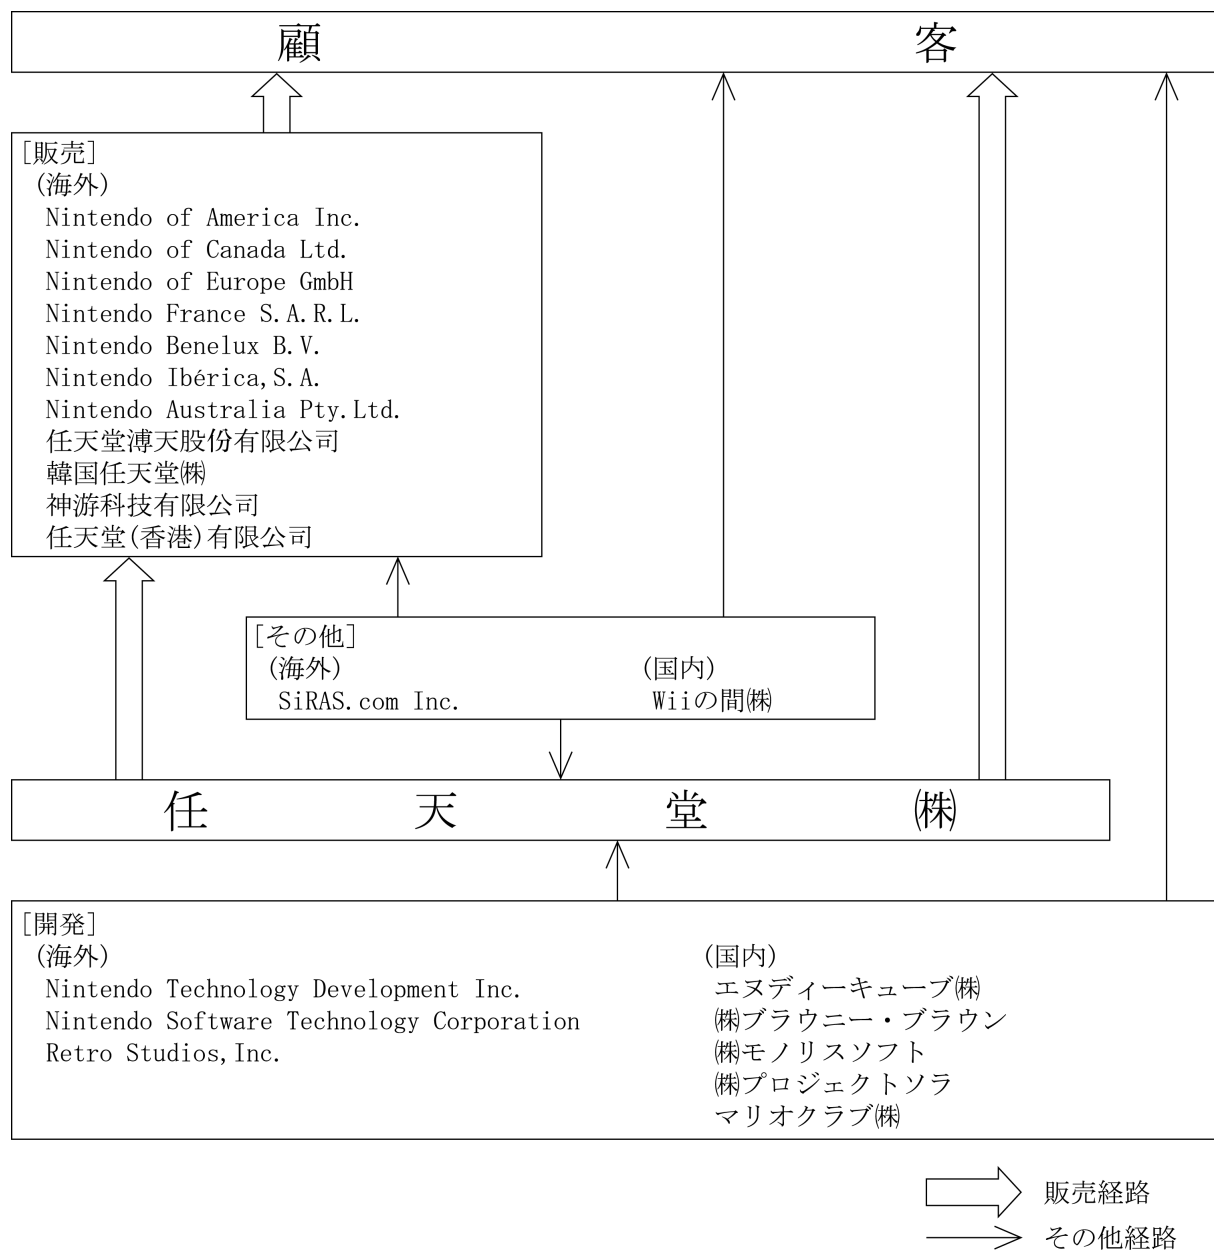 顧客
[販売]
(海外)
Nintendo of America Inc.
Nintendo of Canada Ltd.
Nintendo of Europe GmbH
Nintendo France S.A.R.L.
Nintendo Benelux B.V.
Nintendo Ibérica,S.A.
Nintendo Australia Pty.Ltd.
任天堂溥天股份有限公司
韓国任天堂㈱
神游科技有限公司
任天堂(香港)有限公司
[その他]
(海外) (国内)
SiRAS.com Inc. Wiiの間㈱
任天堂㈱
[開発]
(海外) (国内)
Nintendo Technology Development Inc. エヌディーキューブ㈱
Nintendo Software Technology Corporation ㈱ブラウニー・ブラウン
Retro Studios,Inc. ㈱モノリスソフト
㈱プロジェクトソラ
マリオクラブ㈱
販売経路
その他経路